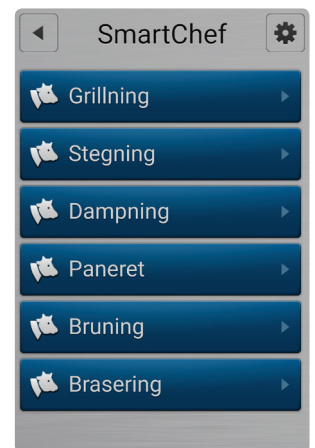 SmartChef
Grillning
Stegning
Dampning
Paneret
Bruning
Brasering